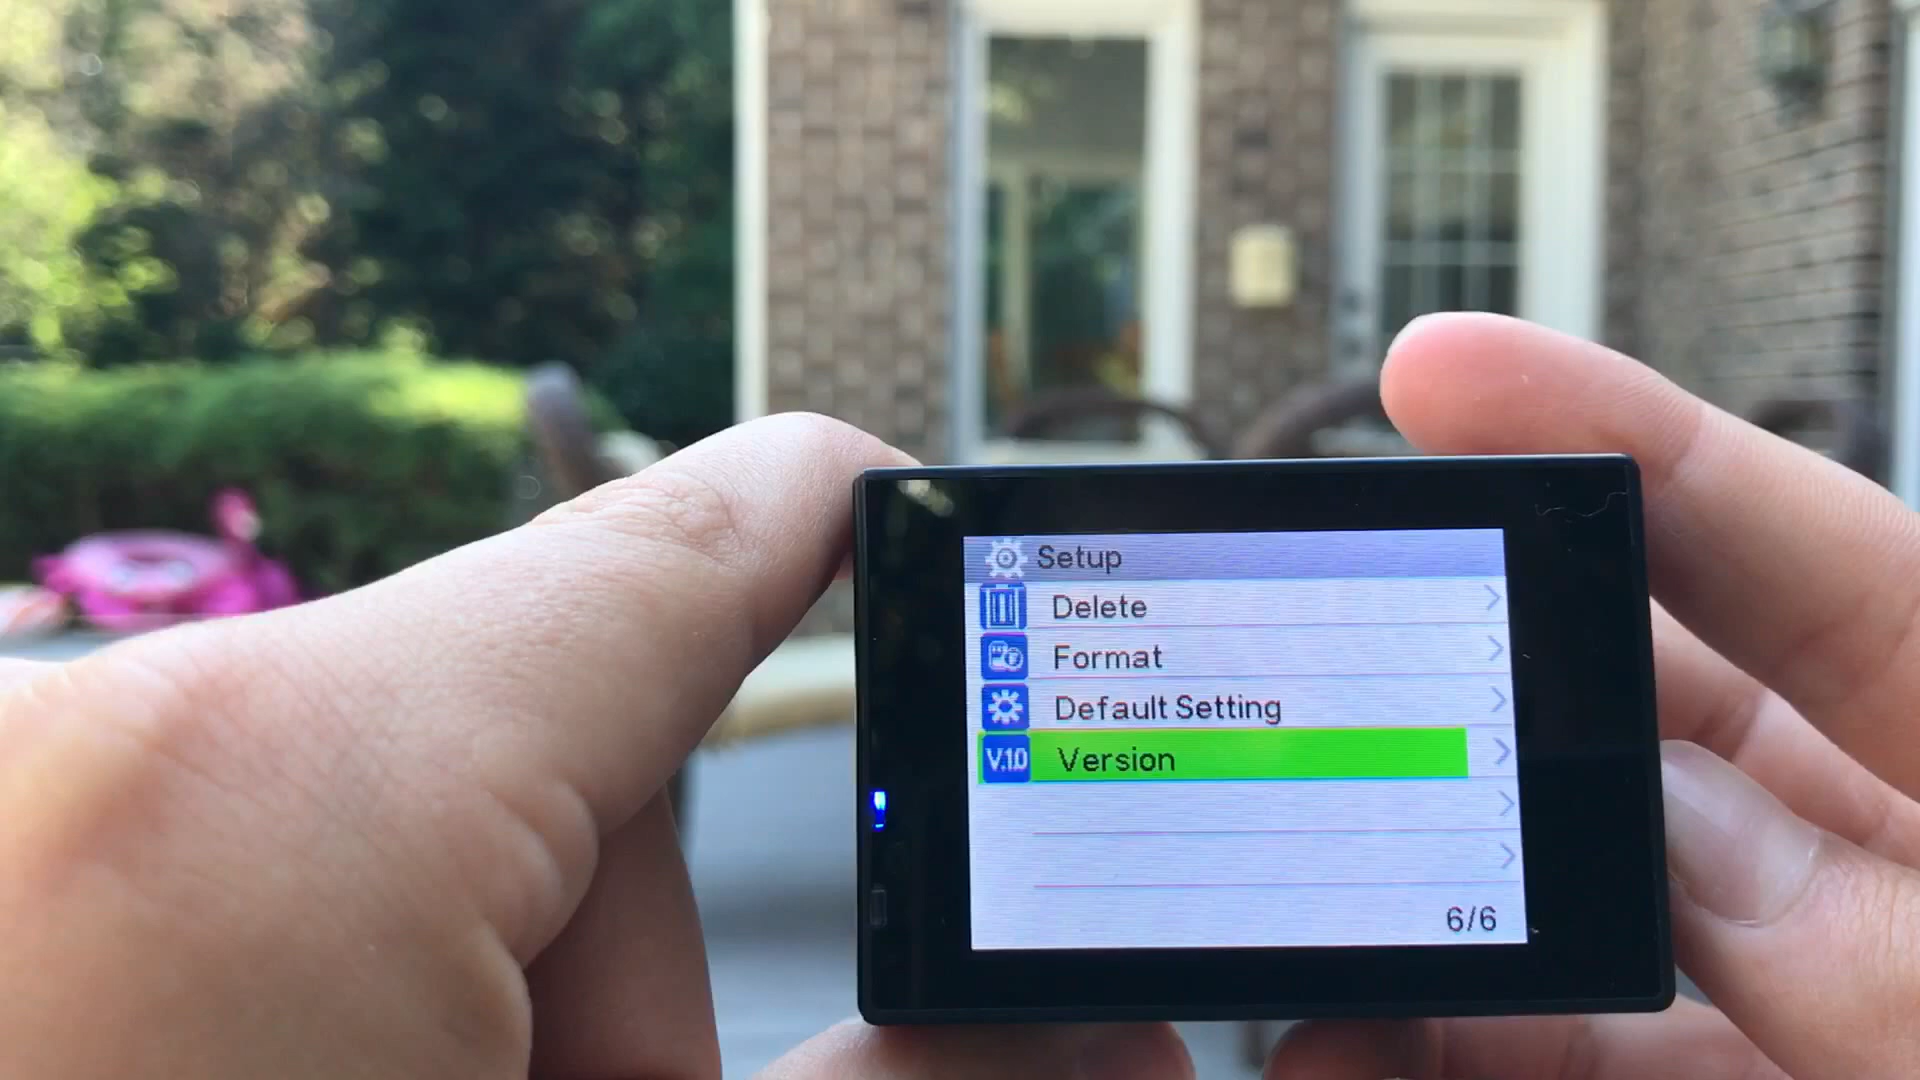 Setup
Delete
Format
Default Setting
V.1.0 Version
6/6